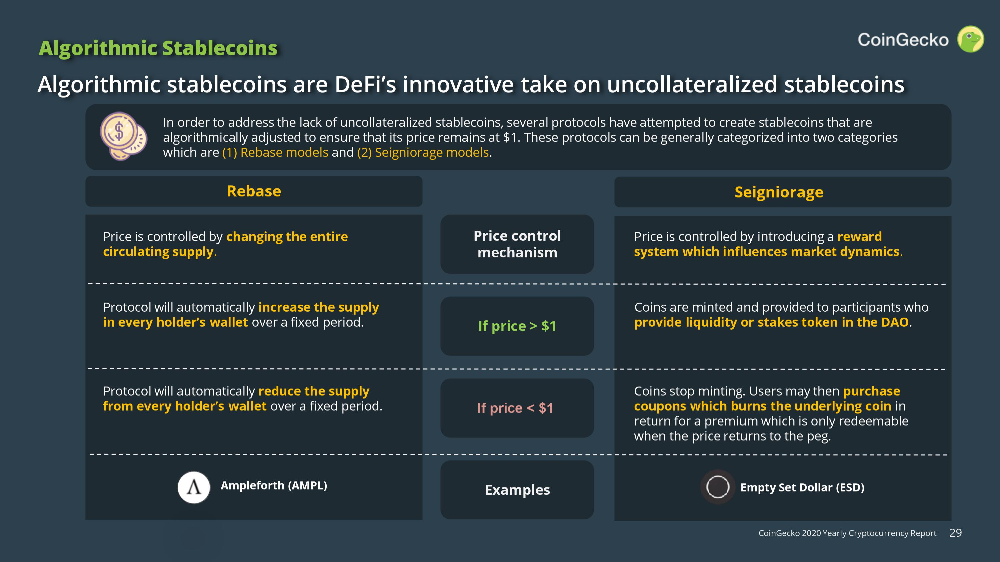 Algorithmic Stablecoins
CoinGecko
Algorithmic stablecoins are DeFi’s innovative take on uncollateralized stablecoins
In order to address the lack of uncollateralized stablecoins, several protocols have attempted to create stablecoins that are
algorithmically adjusted to ensure that its price remains at $1. These protocols can be generally categorized into two categories
which are (1) Rebase models and (2) Seigniorage models.
Rebase
Seigniorage
Price is controlled by changing the entire
circulating supply.
Price control
mechanism
Price is controlled by introducing a reward
system which influences market dynamics.
Protocol will automatically increase the supply
in every holder’s wallet over a fixed period.
If price > $1
Coins are minted and provided to participants who
provide liquidity or stakes token in the DAO.
Protocol will automatically reduce the supply
from every holder’s wallet over a fixed period.
If price < $1
Coins stop minting. Users may then purchase
coupons which burns the underlying coin in
return for a premium which is only redeemable
when the price returns to the peg.
Ampleforth (AMPL)
Examples
Empty Set Dollar (ESD)
CoinGecko 2020 Yearly Cryptocurrency Report 29